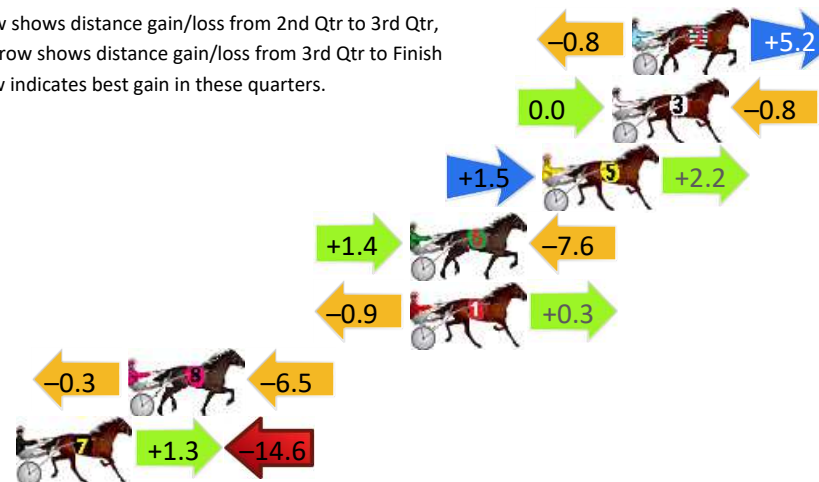 w shows distance gain/loss from 2nd Qtr to 3rd Qtr,
rrow shows distance gain/loss from 3rd Qtr to Finish
w indicates best gain in these quarters.
–0.8 +5.2
0.0 3 –0.8
+1.5 5 +2.2
+1.4 6 –7.6
–0.9 1 +0.3
–0.3 8 –6.5
7 +1.3 –14.6